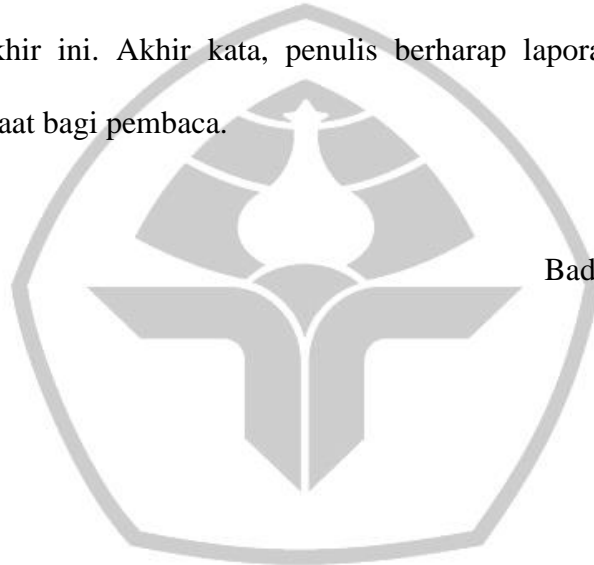 khir ini. Akhir kata, penulis berharap lapora
aat bagi pembaca.
Bad